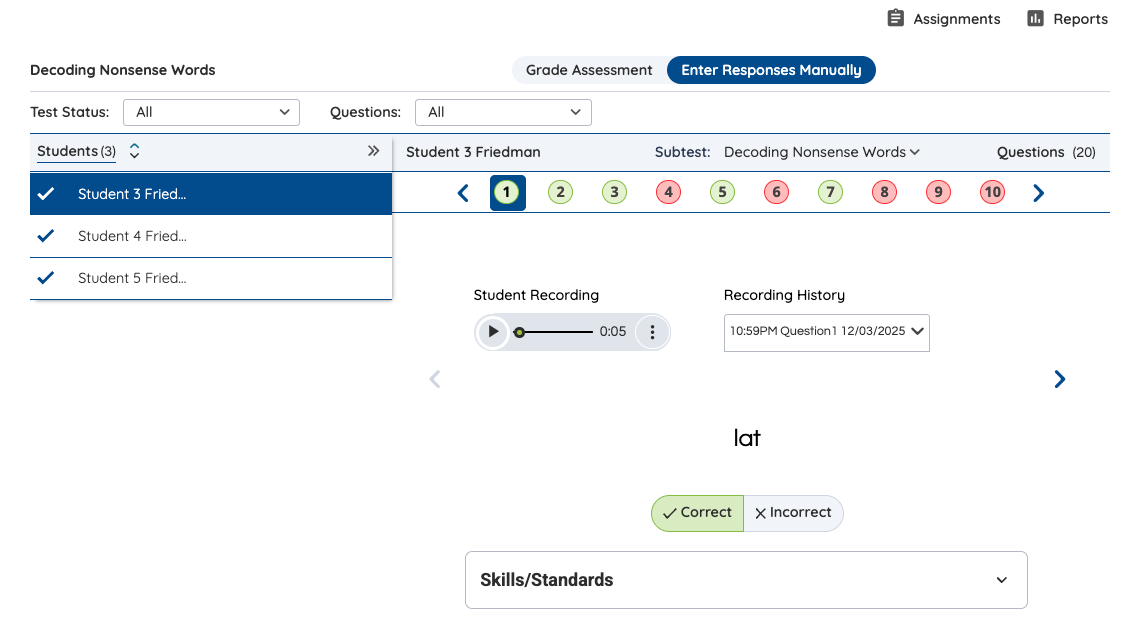 Assignments Reports
Decoding Nonsense Words Grade Assessment Enter Responses Manually
Test Status: All Questions: All
Students (3) Student 3 Friedman Subtest: Decoding Nonsense Words Questions (20)
Student 3 Fried... 1 2 3 4 5 6 7 8 9 10
Student 4 Fried...
Student 5 Fried...
Student Recording Recording History
0:05 10:59PM Question1 12/03/2025
lat
Correct Incorrect
Skills/Standards